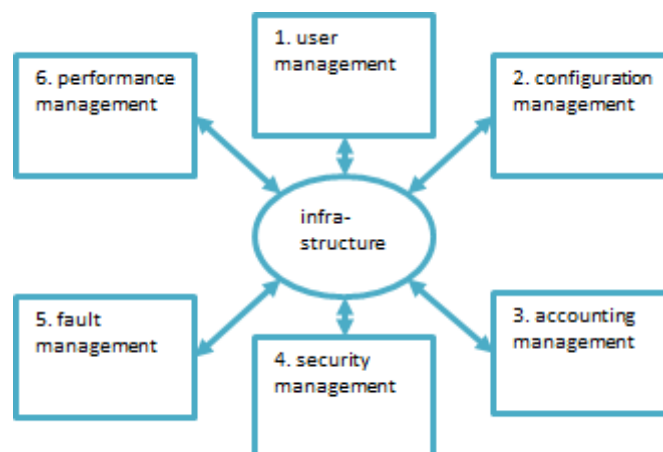 1. user
management
2. configuration
management
3. accounting
management
4. security
management
5. fault
management
6. performance
management
infra-
structure